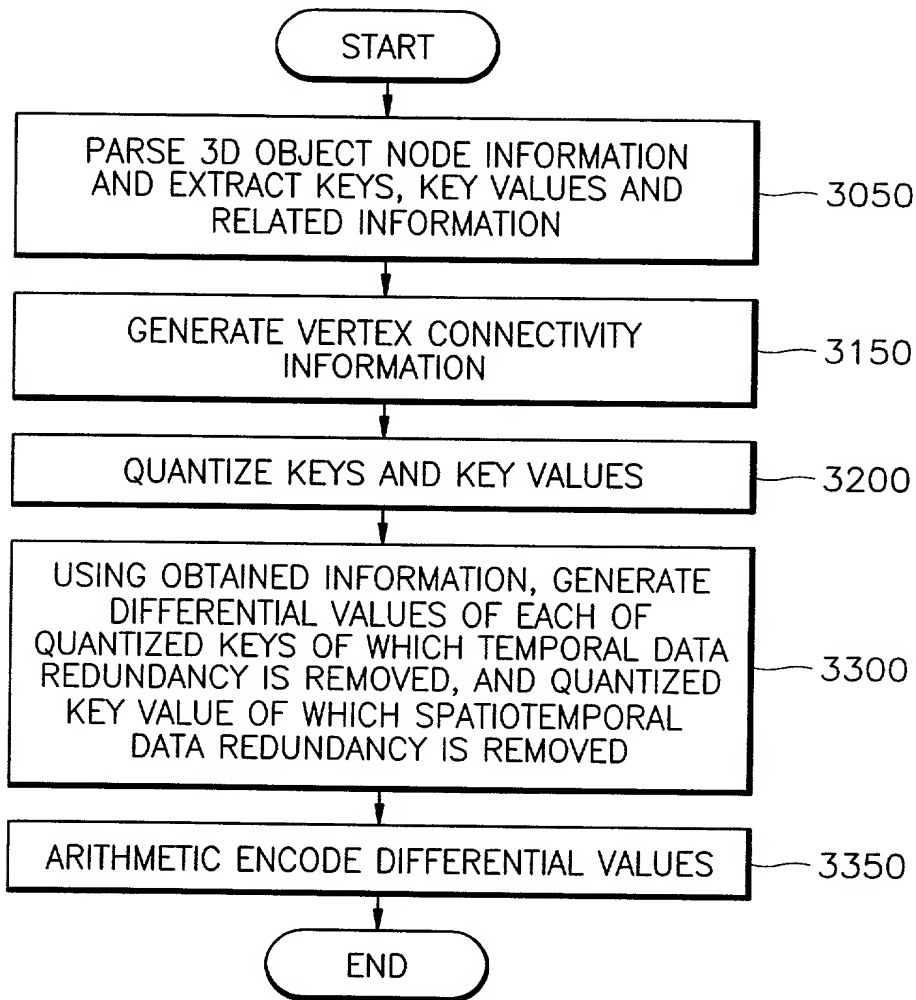 START
PARSE 3D OBJECT NODE INFORMATION
AND EXTRACT KEYS, KEY VALUES AND
RELATED INFORMATION
3050
GENERATE VERTEX CONNECTIVITY
INFORMATION
3150
QUANTIZE KEYS AND KEY VALUES
3200
USING OBTAINED INFORMATION, GENERATE
DIFFERENTIAL VALUES OF EACH OF
QUANTIZED KEYS OF WHICH TEMPORAL DATA
REDUNDANCY IS REMOVED, AND QUANTIZED
KEY VALUE OF WHICH SPATIOTEMPORAL
DATA REDUNDANCY IS REMOVED
3300
ARITHMETIC ENCODE DIFFERENTIAL VALUES
3350
END